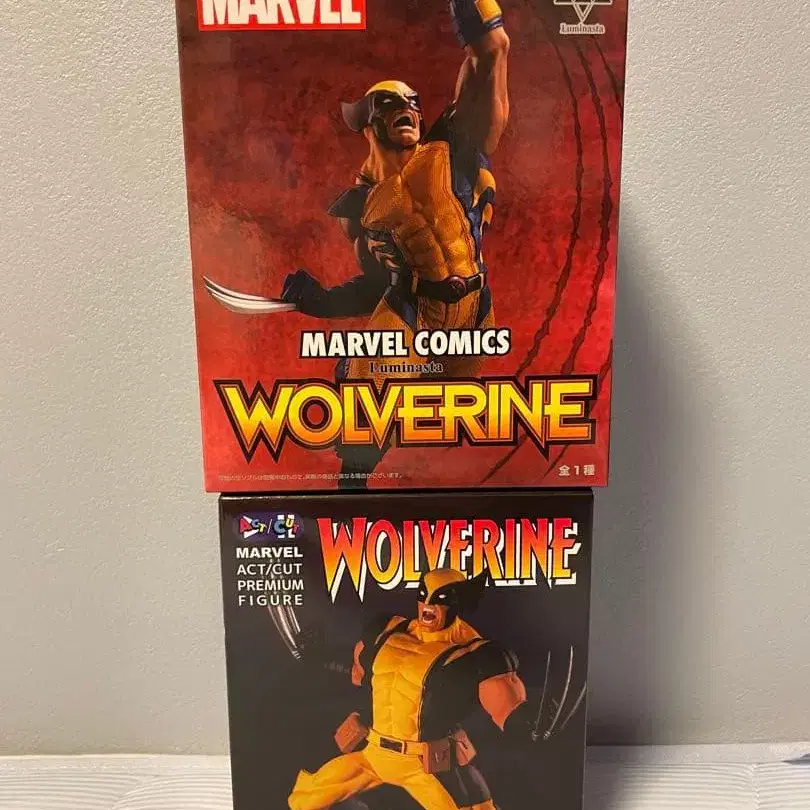 MARVEL
Luminasta
MARVEL COMICS
Luminasta
WOLVERINE
全1種
ACT/CUT
MARVEL
ACT/CUT
PREMIUM
FIGURE
WOLVERINE